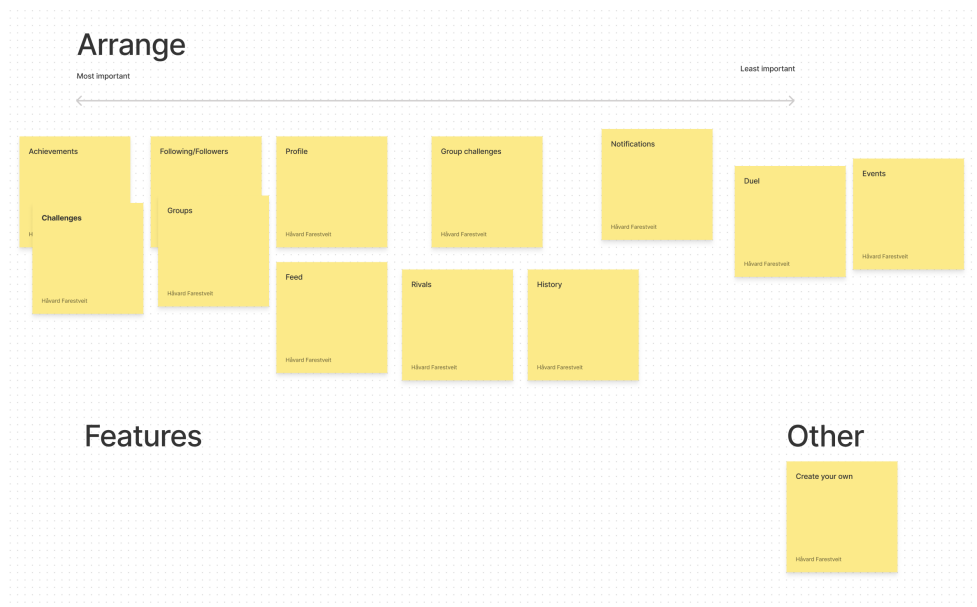 Arrange
Most important
Least important
Achievements
H
Challenges
Håvard Farestveit
Following/Followers
Groups
Håvard Farestveit
Profile
Håvard Farestveit
Group challenges
Håvard Farestveit
Notifications
Håvard Farestveit
Duel
Håvard Farestveit
Events
Håvard Farestveit
Feed
Håvard Farestveit
Rivals
Håvard Farestveit
History
Håvard Farestveit
Features
Other
Create your own
Håvard Farestveit